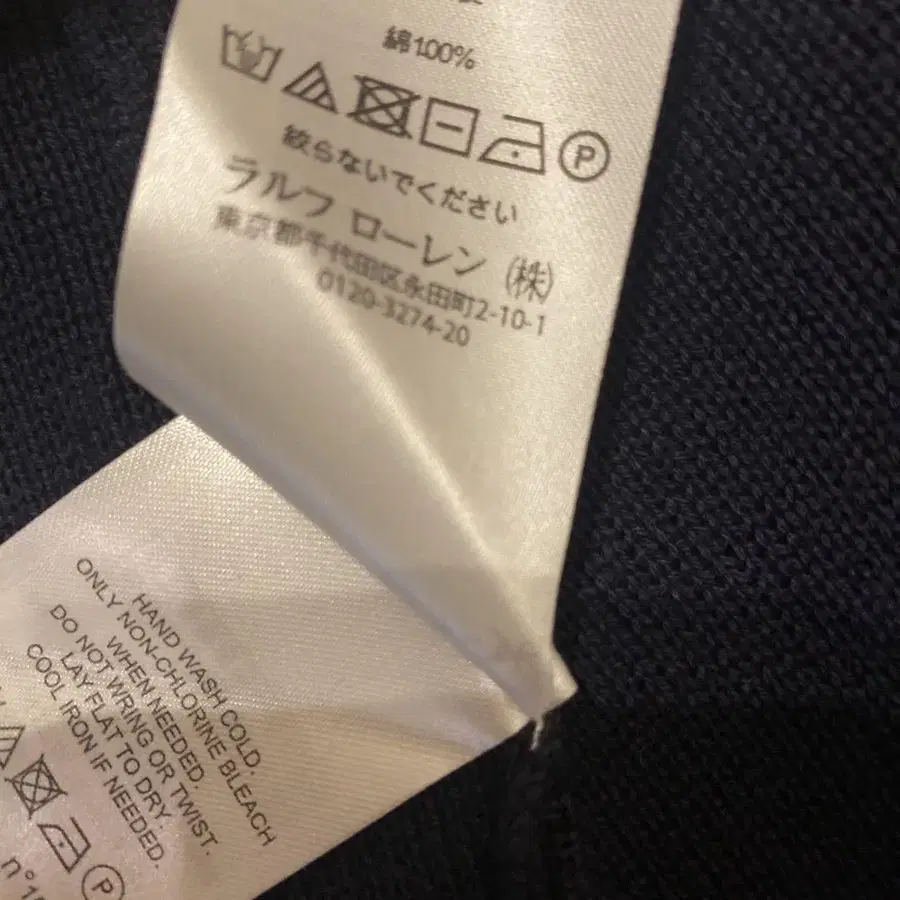 綿100%
P
絞らないでください
ラルフ ローレン (株)
東京都千代田区永田町2-10-1
0120-3274-20
HAND WASH COLD.
ONLY NON-CHLORINE BLEACH
WHEN NEEDED.
DO NOT WRING OR TWIST.
LAY FLAT TO DRY.
COOL IRON IF NEEDED.
P